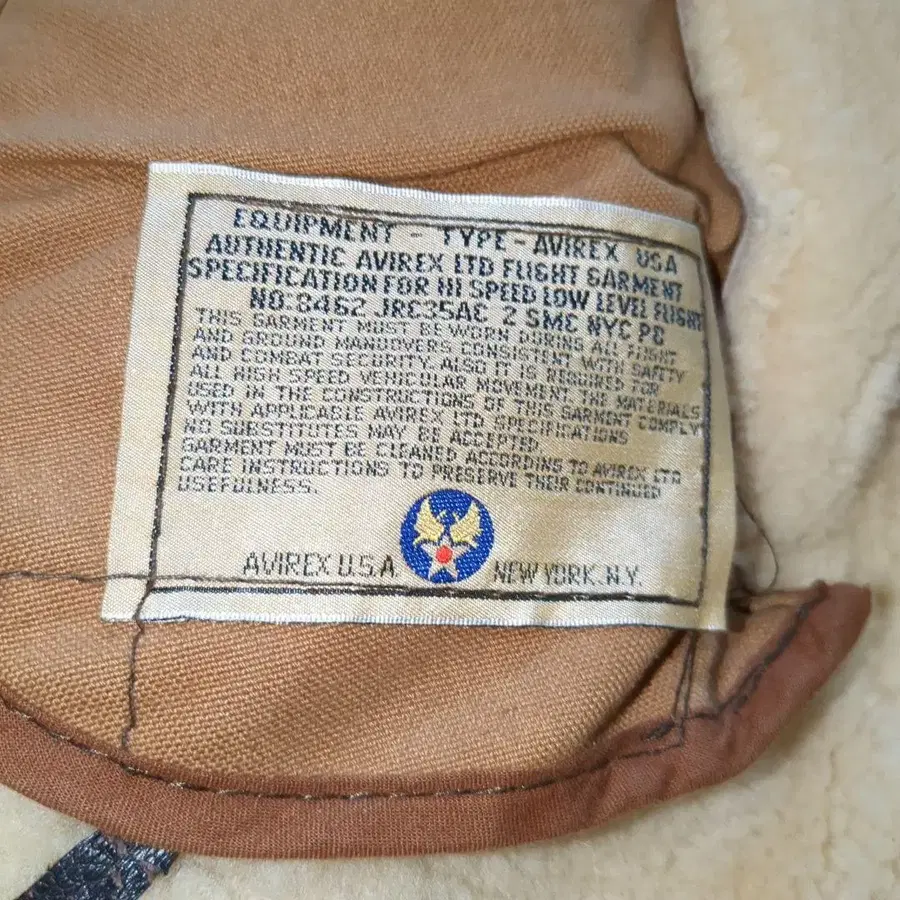 EQUIPMENT - TYPE - AVIREX USA
AUTHENTIC AVIREX LTD FLIGHT GARMENT
SPECIFICATION FOR HI SPEED LOW LEVEL FLIGHT
NO:8462 JRC35AC 2 SMC NYC PB
THIS GARMENT MUST BE WORN DURING ALL FLIGHT
AND GROUND MANUOVERS CONSISTENT WITH SAFETY
AND COMBAT SECURITY. ALSO IT IS REQUIRED FOR
ALL HIGH SPEED VEHICULAR MOVEMENT. THE MATERIALS
USED IN THE CONSTRUCTIONS OF THIS GARMENT COMPLY
WITH APPLICABLE AVIREX LTD SPECIFICATIONS
NO SUBSTITUTES MAY BE ACCEPTED.
GARMENT MUST BE CLEANED ACCORDING TO AVIREX LTD
CARE INSTRUCTIONS TO PRESERVE THEIR CONTINUED
USEFULNESS.
AVIREX U.S.A. NEW YORK. N.Y.